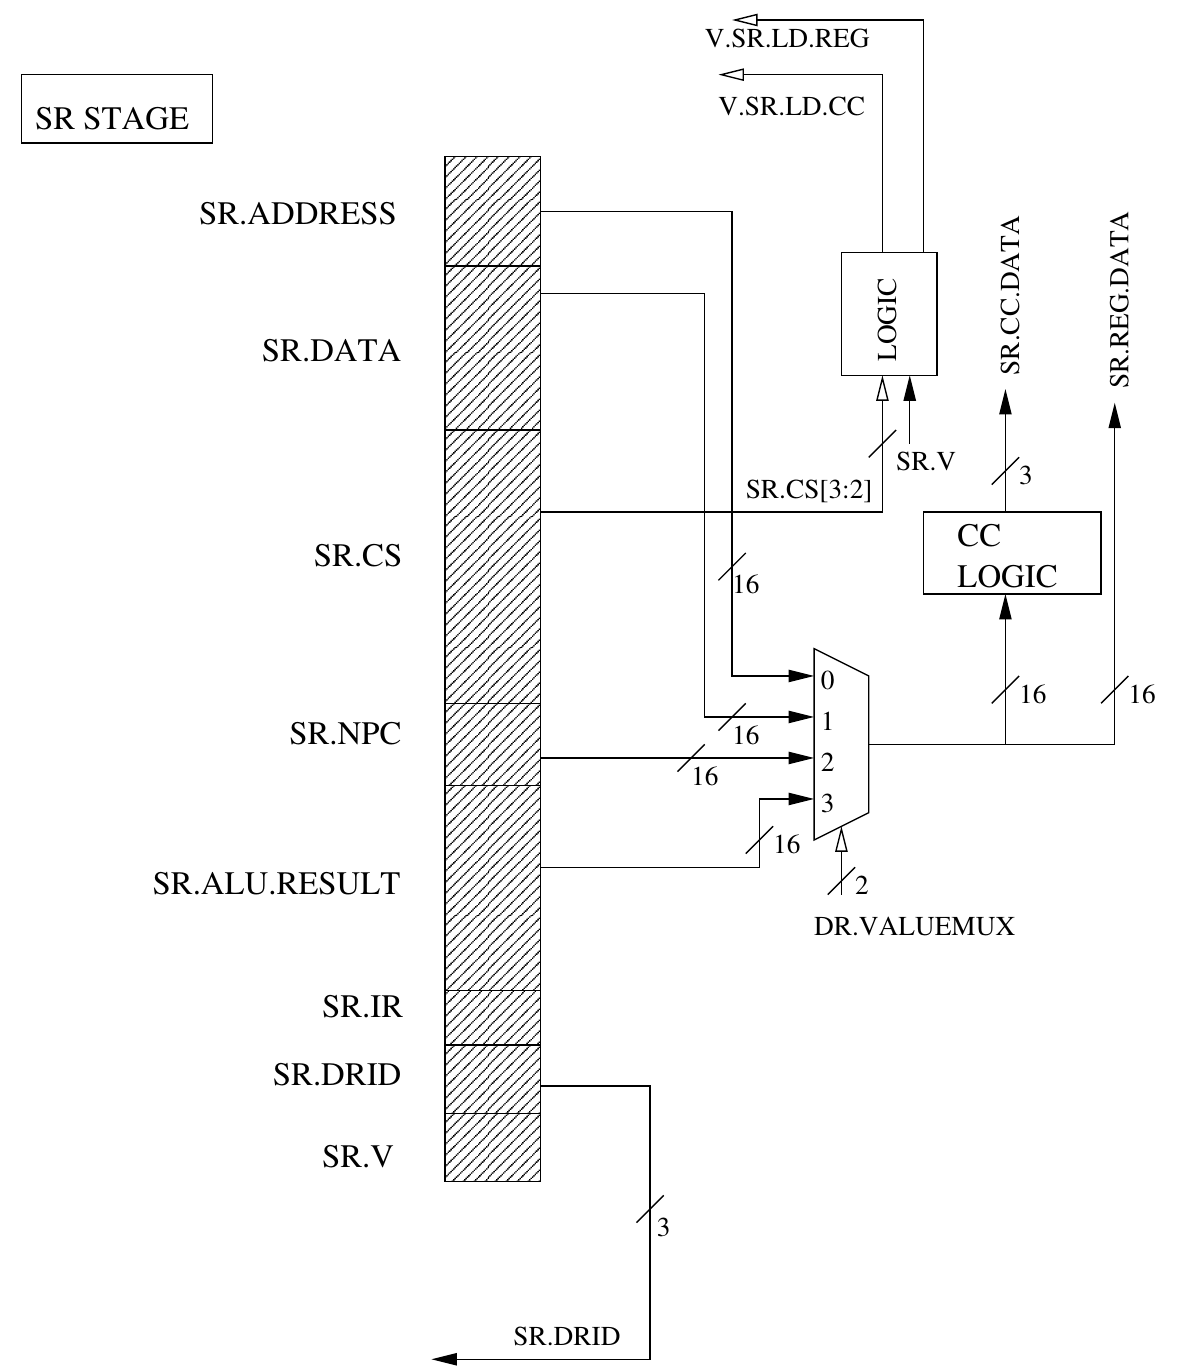 V.SR.LD.REG
V.SR.LD.CC
SR STAGE
SR.ADDRESS
SR.DATA
SR.CS
SR.NPC
SR.ALU.RESULT
SR.IR
SR.DRID
SR.V
LOGIC
SR.CC.DATA
SR.REG.DATA
SR.V
SR.CS[3:2]
3
CC
LOGIC
16
16
16
0
1
16
2
16
3
16
2
DR.VALUEMUX
3
SR.DRID